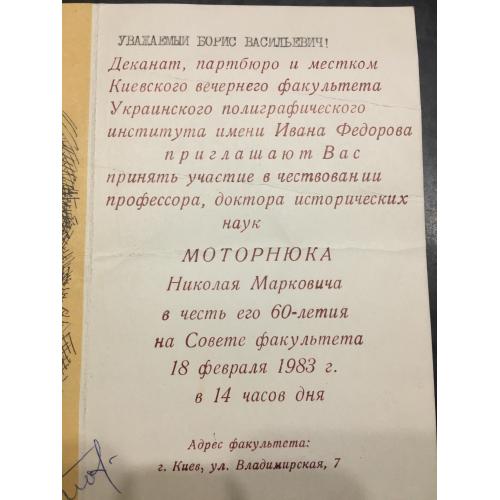 УВАЖАЕМЫЙ БОРИС ВАСИЛЬЕВИЧ!
Деканат, партбюро и местком
Киевского вечернего факультета
Украинского полиграфического
института имени Ивана Федорова
приглашают Вас
принять участие в чествовании
профессора, доктора исторических
наук
МОТОРНЮКА
Николая Марковича
в честь его 60-летия
на Совете факультета
18 февраля 1983 г.
в 14 часов дня
Адрес факультета:
г. Киев, ул. Владимирская, 7